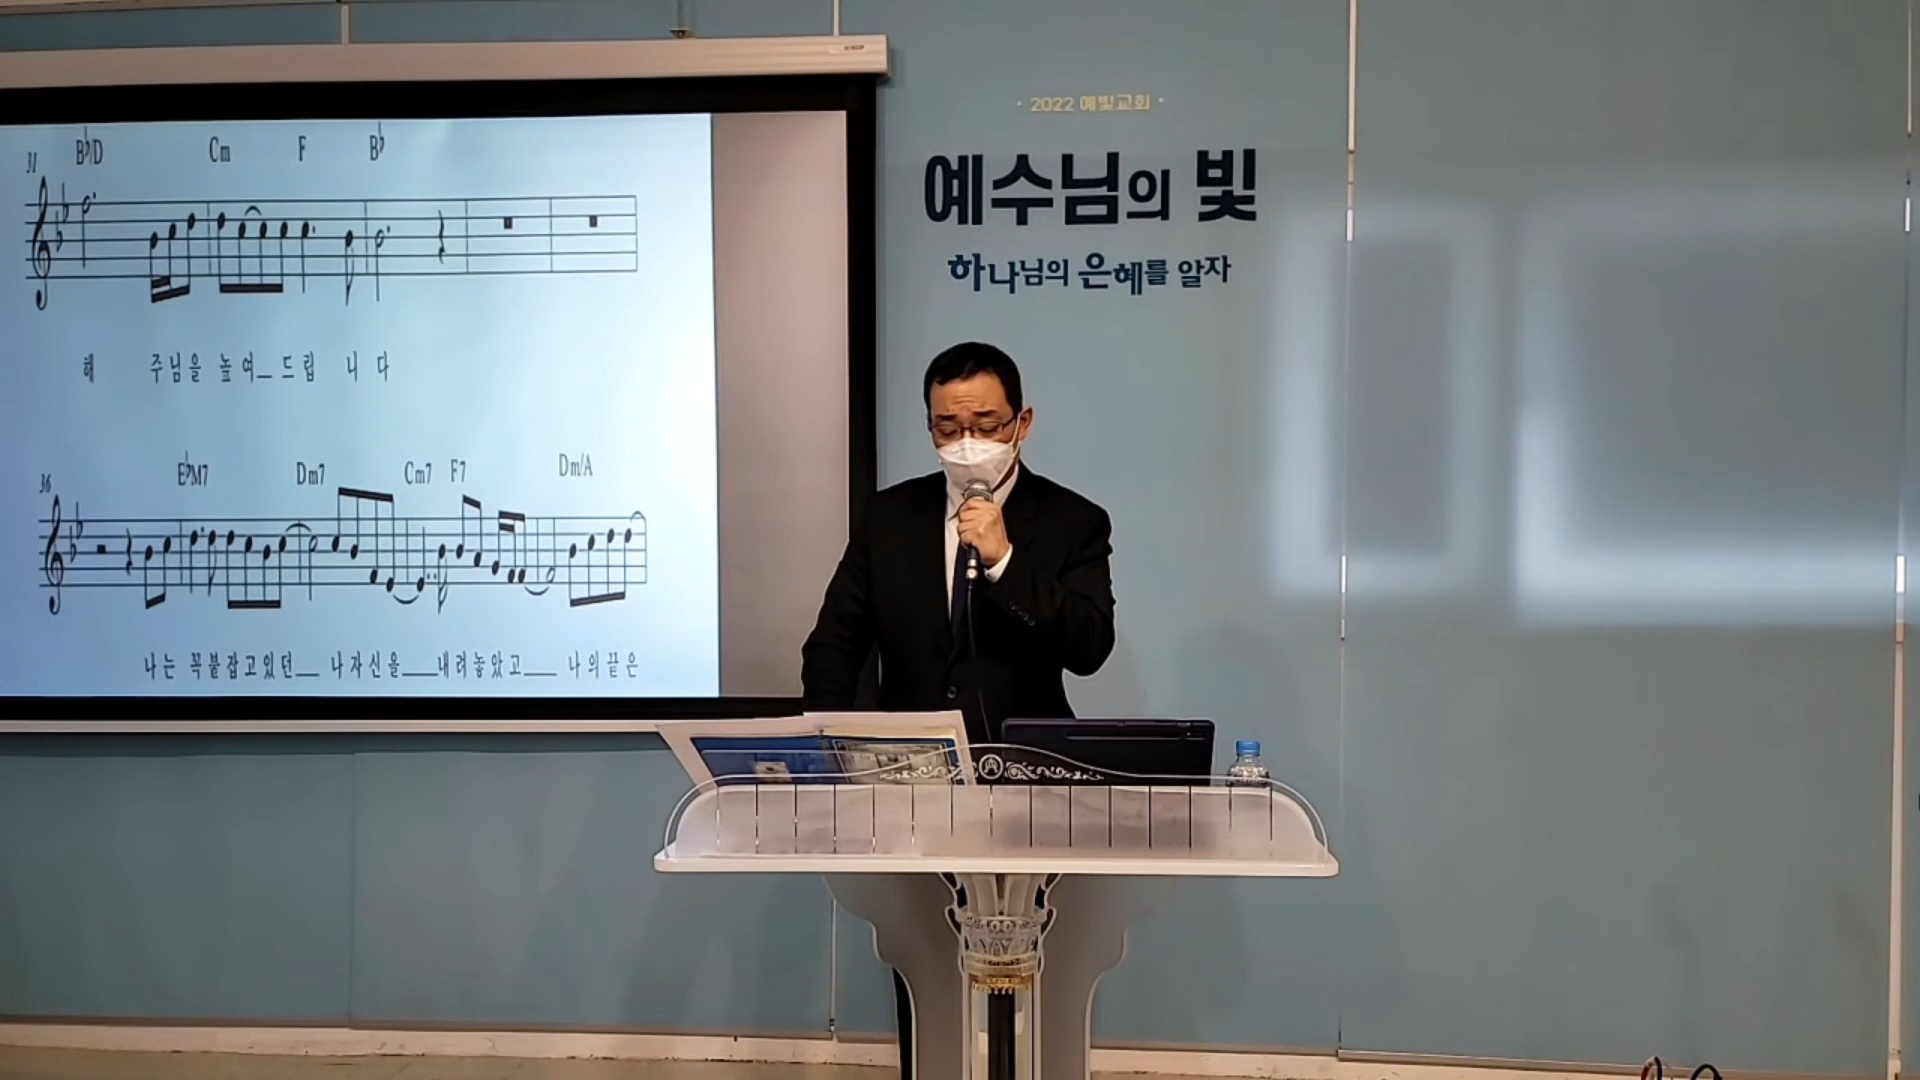 31 B♭/D Cm F B♭
해 주님을 높여__드립 니 다
36 E♭M7 Dm7 Cm7 F7 Dm/A
나는 꼭붙잡고있던__ 나자신을__내려놓았고__ 나의끝은
· 2022 예빛교회 ·
예수님의 빛
하나님의 은혜를 알자